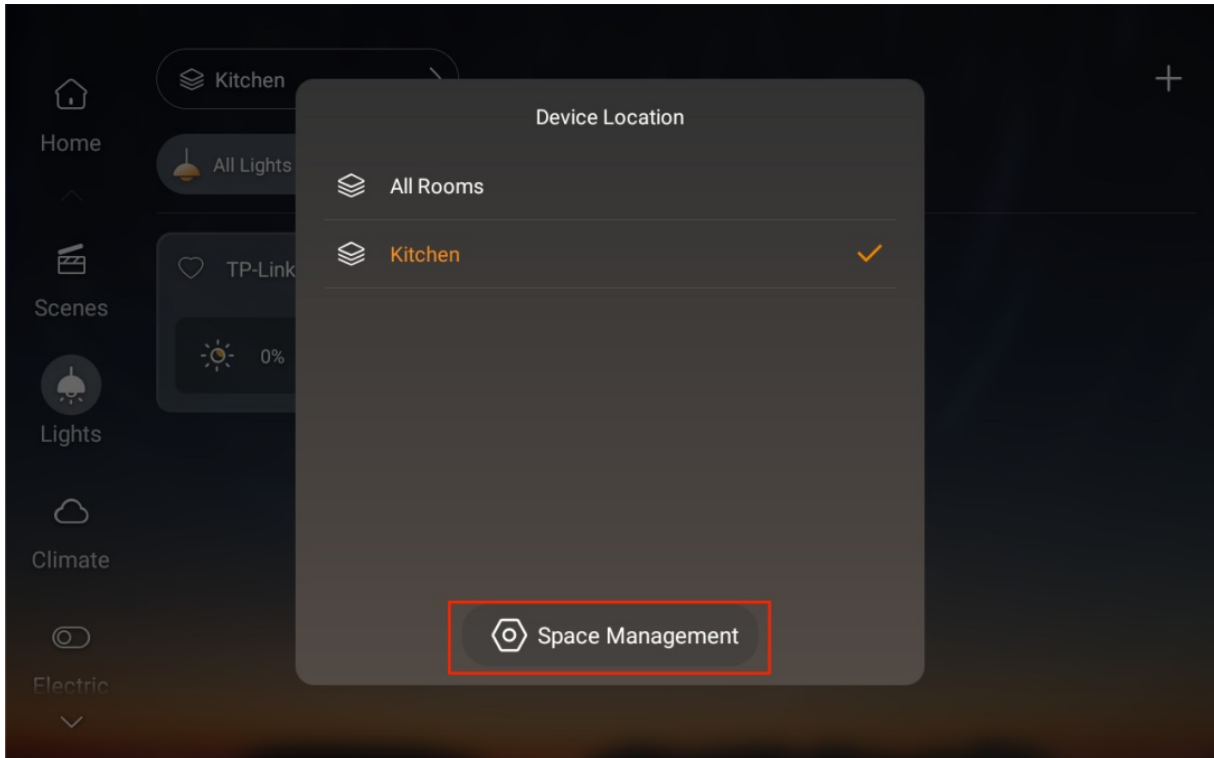 Kitchen
Device Location
Home
All Lights
All Rooms
TP-Link
Kitchen
Scenes
0%
Lights
Climate
Space Management
Electric